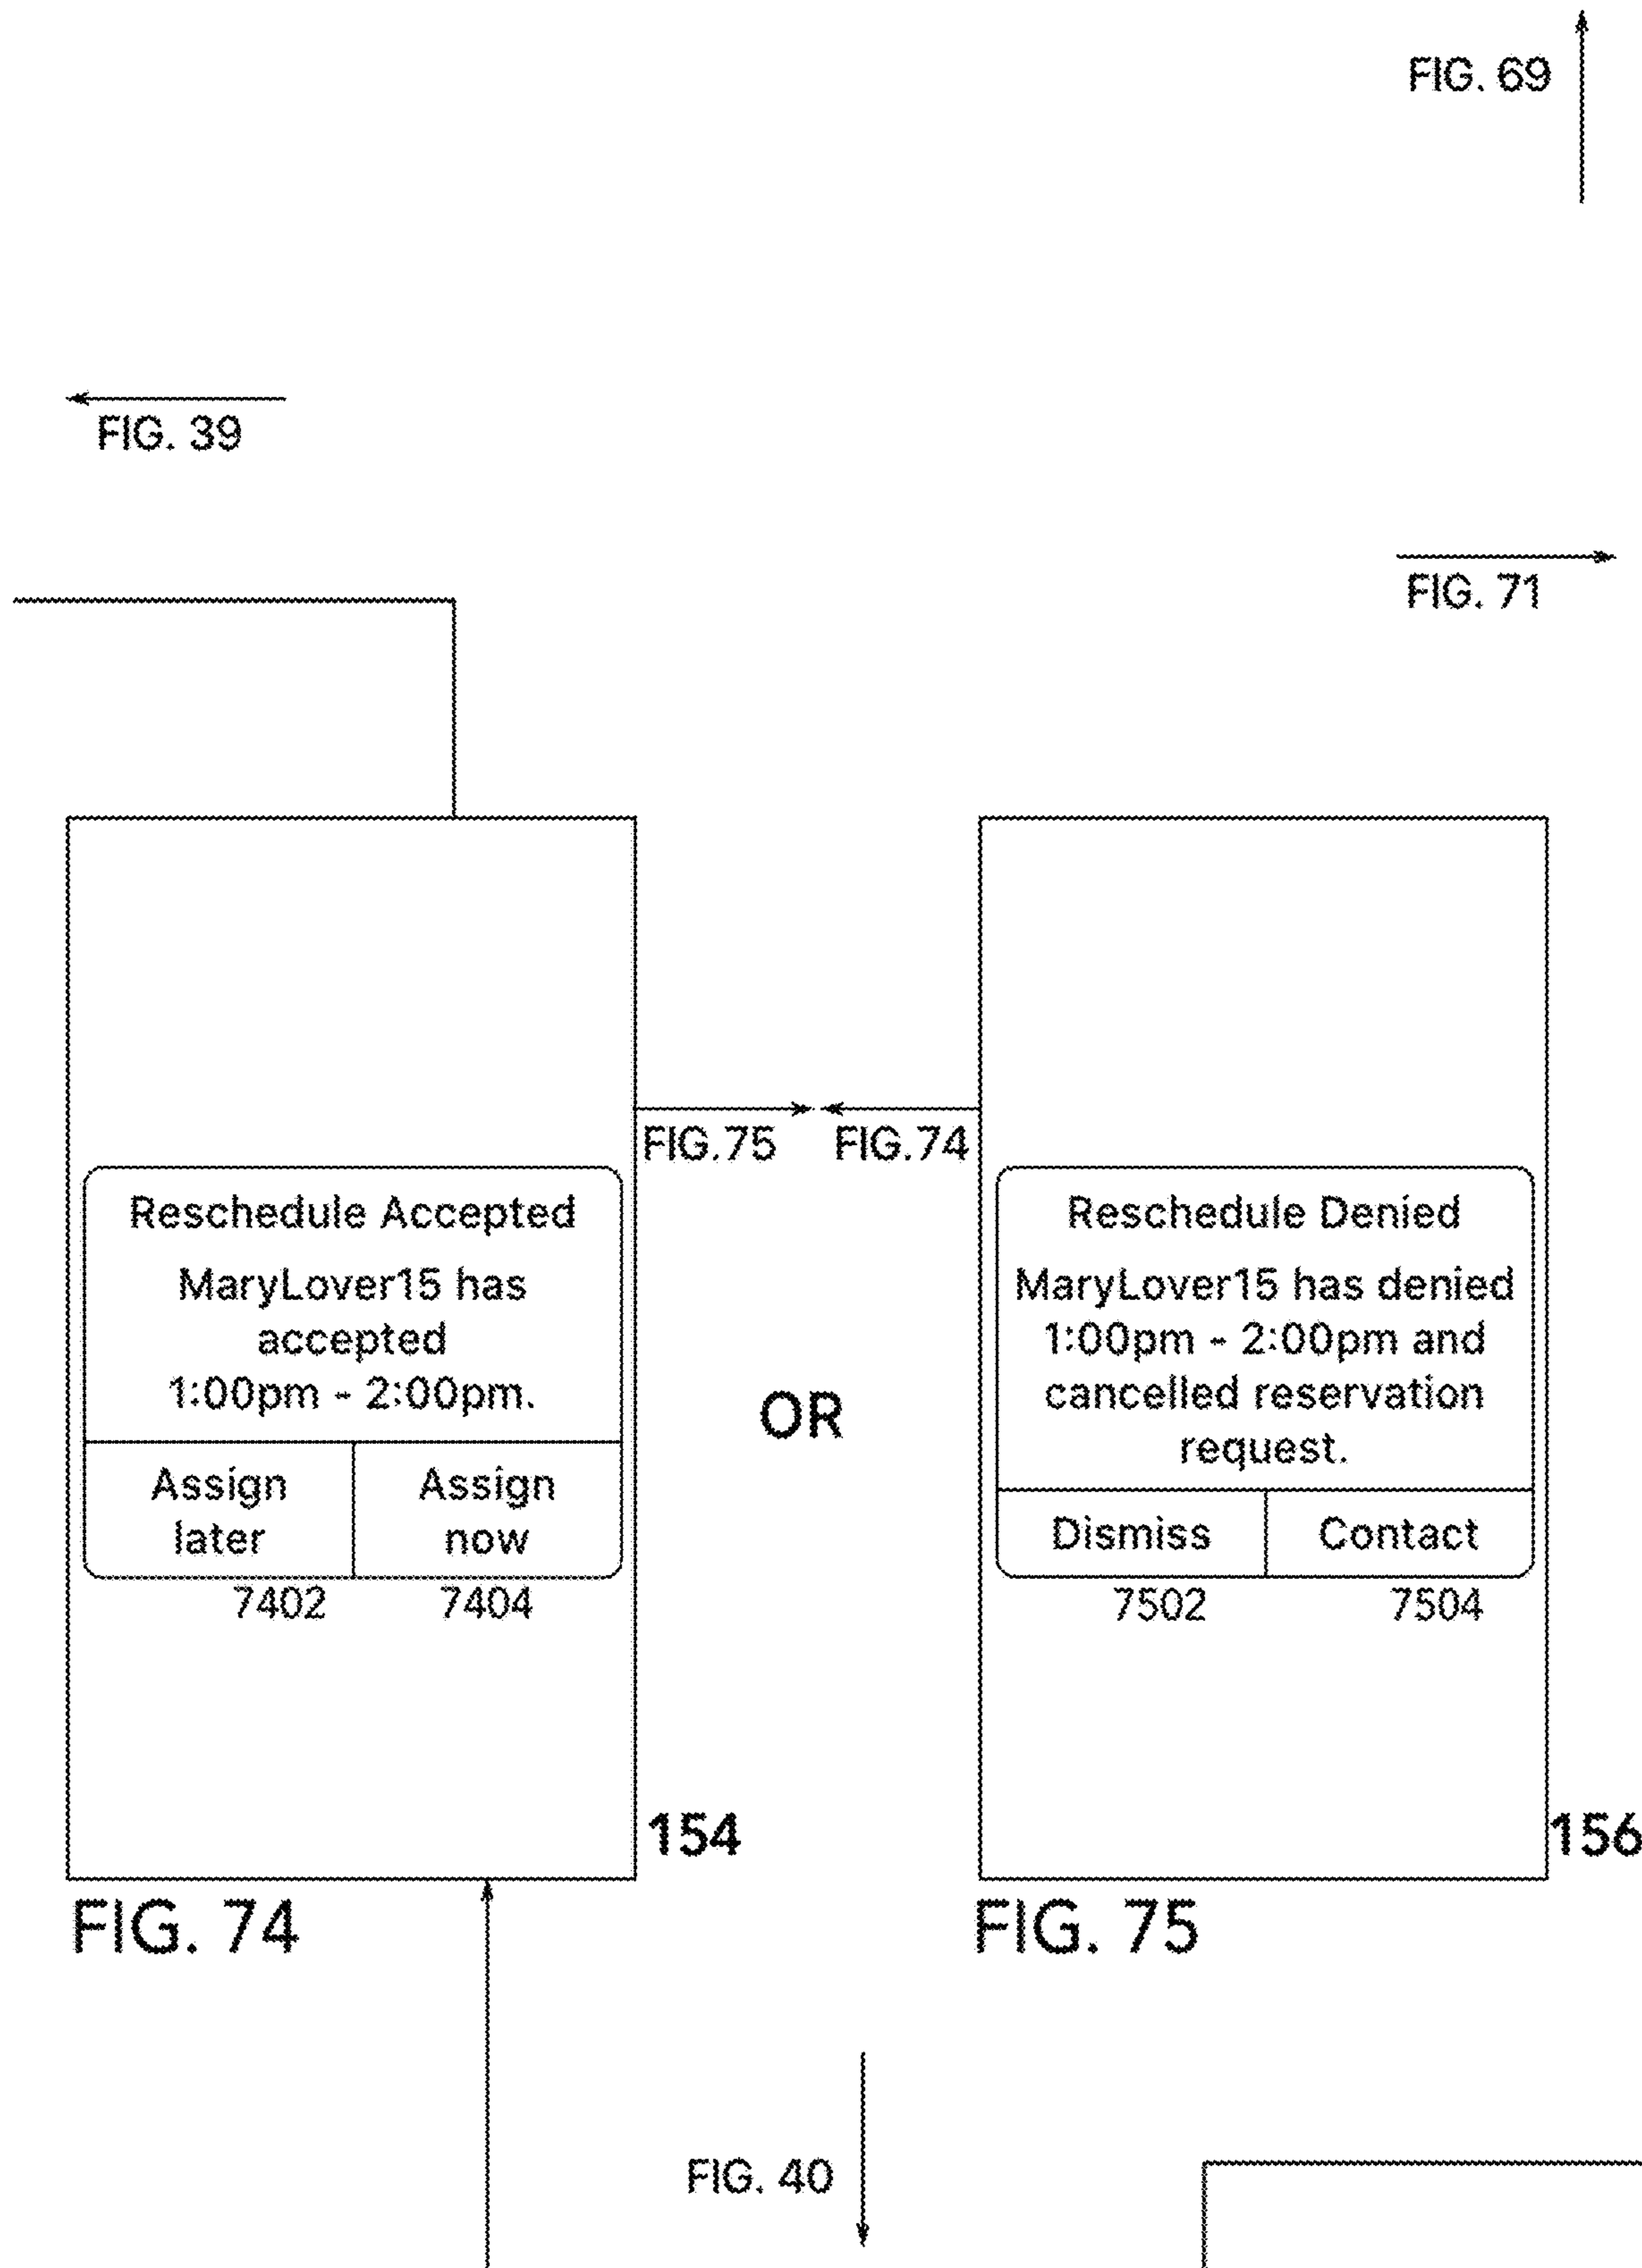 FIG. 69
FIG. 39
FIG. 71
FIG.75
FIG.74
Reschedule Accepted
MaryLover15 has
accepted
1:00pm - 2:00pm.
Assign
later
Assign
now
7402
7404
OR
Reschedule Denied
MaryLover15 has denied
1:00pm - 2:00pm and
cancelled reservation
request.
Dismiss
Contact
7502
7504
154
156
FIG. 74
FIG. 75
FIG. 40